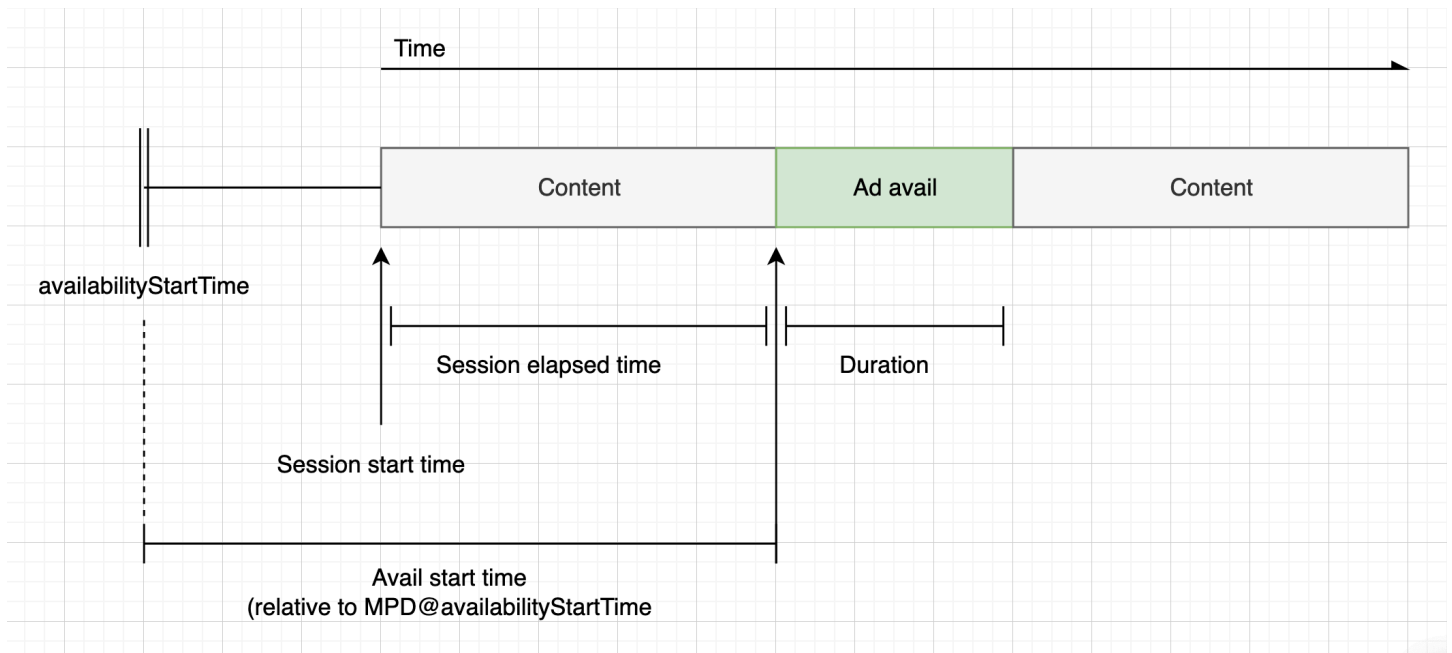 Time
Content
Ad avail
Content
availabilityStartTime
Session elapsed time
Duration
Session start time
Avail start time
(relative to MPD@availabilityStartTime